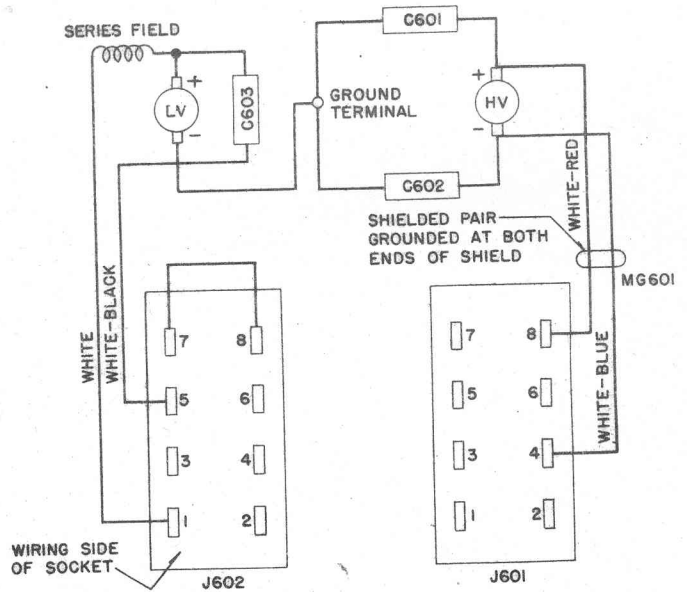 SERIES FIELD
C601
+
LV
-
C603
GROUND
TERMINAL
+
HV
-
C602
WHITE-RED
SHIELDED PAIR
GROUNDED AT BOTH
ENDS OF SHIELD
MG601
WHITE
WHITE-BLACK
WHITE-BLUE
7 8
5 6
3 4
1 2
7 8
5 6
3 4
1 2
WIRING SIDE
OF SOCKET
J602
J601